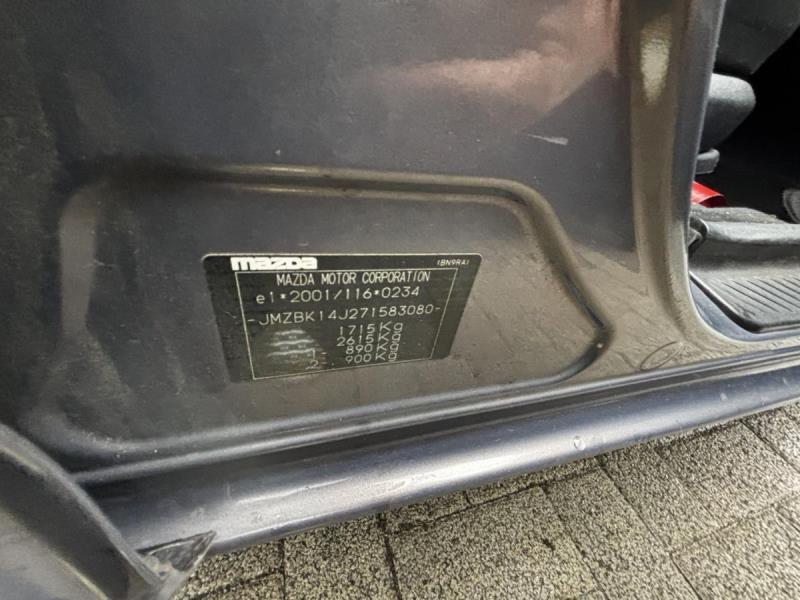 mazda
(BN9RA)
MAZDA MOTOR CORPORATION
e1*2001/116*0234
-JMZBK14J271583080-
1715Kg
2615Kg
1- 890Kg
2- 900Kg